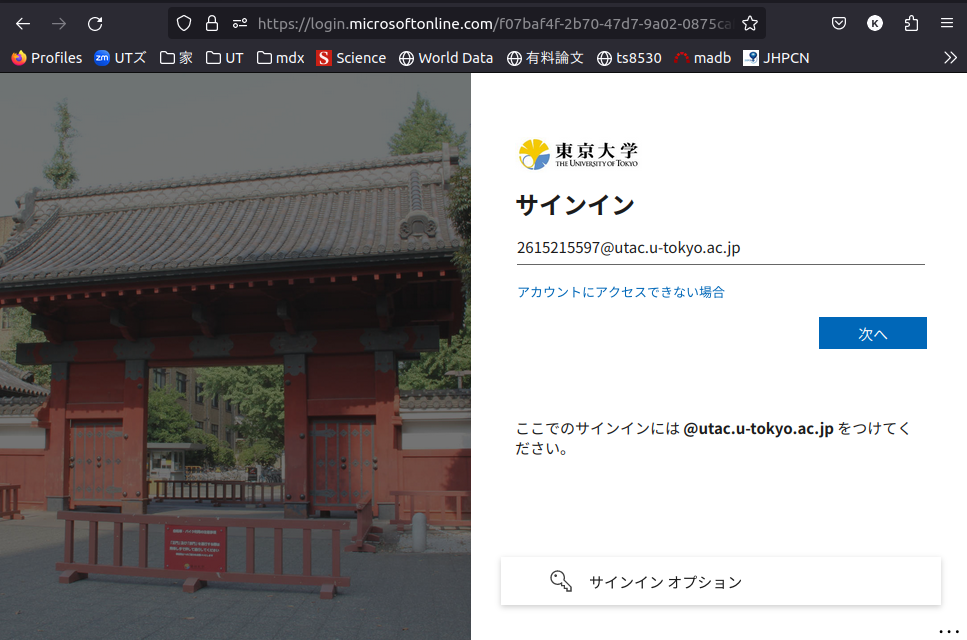 https://login.microsoftonline.com/f07baf4f-2b70-47d7-9a02-0875ca
K
Profiles
zm UTズ
家
UT
mdx
S Science
World Data
有料論文
ts8530
madb
JHPCN
東京大学
THE UNIVERSITY OF TOKYO
サインイン
2615215597@utac.u-tokyo.ac.jp
アカウントにアクセスできない場合
次へ
ここでのサインインには @utac.u-tokyo.ac.jp をつけてく
ださい。
サインイン オプション